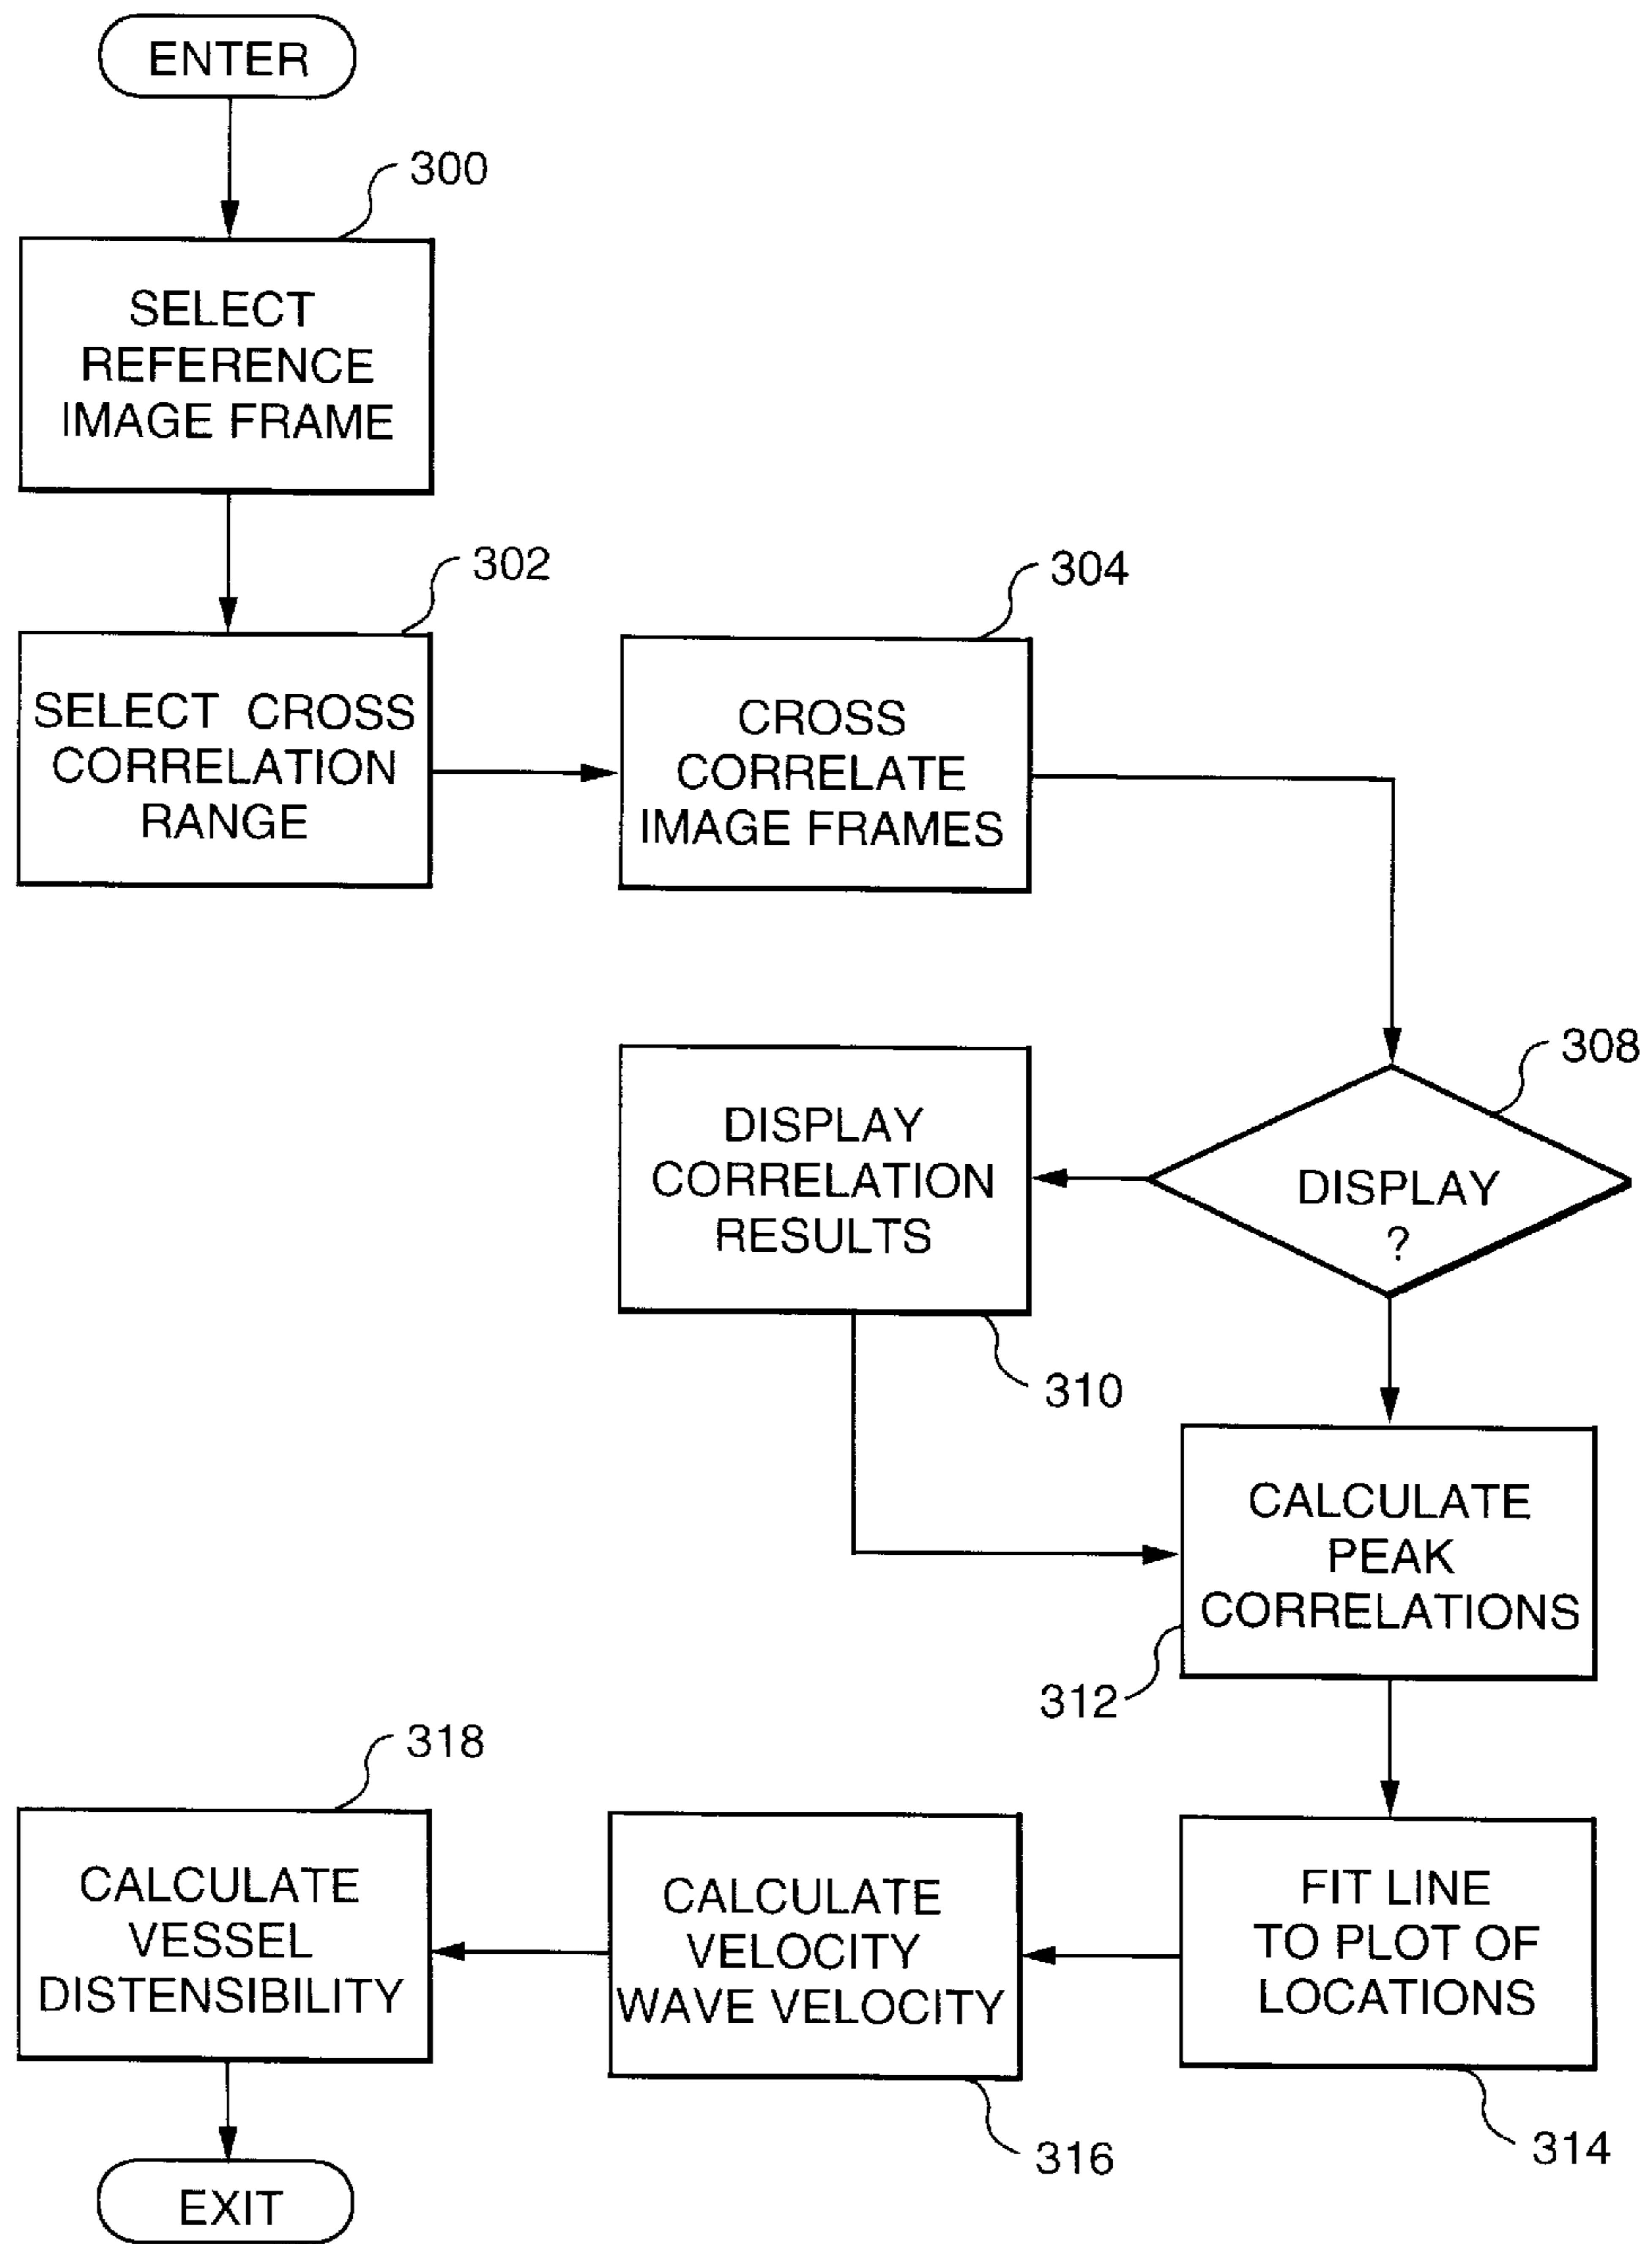 ENTER
300
SELECT
REFERENCE
IMAGE FRAME
302
SELECT CROSS
CORRELATION
RANGE
304
CROSS
CORRELATE
IMAGE FRAMES
308
DISPLAY
?
DISPLAY
CORRELATION
RESULTS
310
CALCULATE
PEAK
CORRELATIONS
312
FIT LINE
TO PLOT OF
LOCATIONS
314
CALCULATE
VELOCITY
WAVE VELOCITY
316
318
CALCULATE
VESSEL
DISTENSIBILITY
EXIT